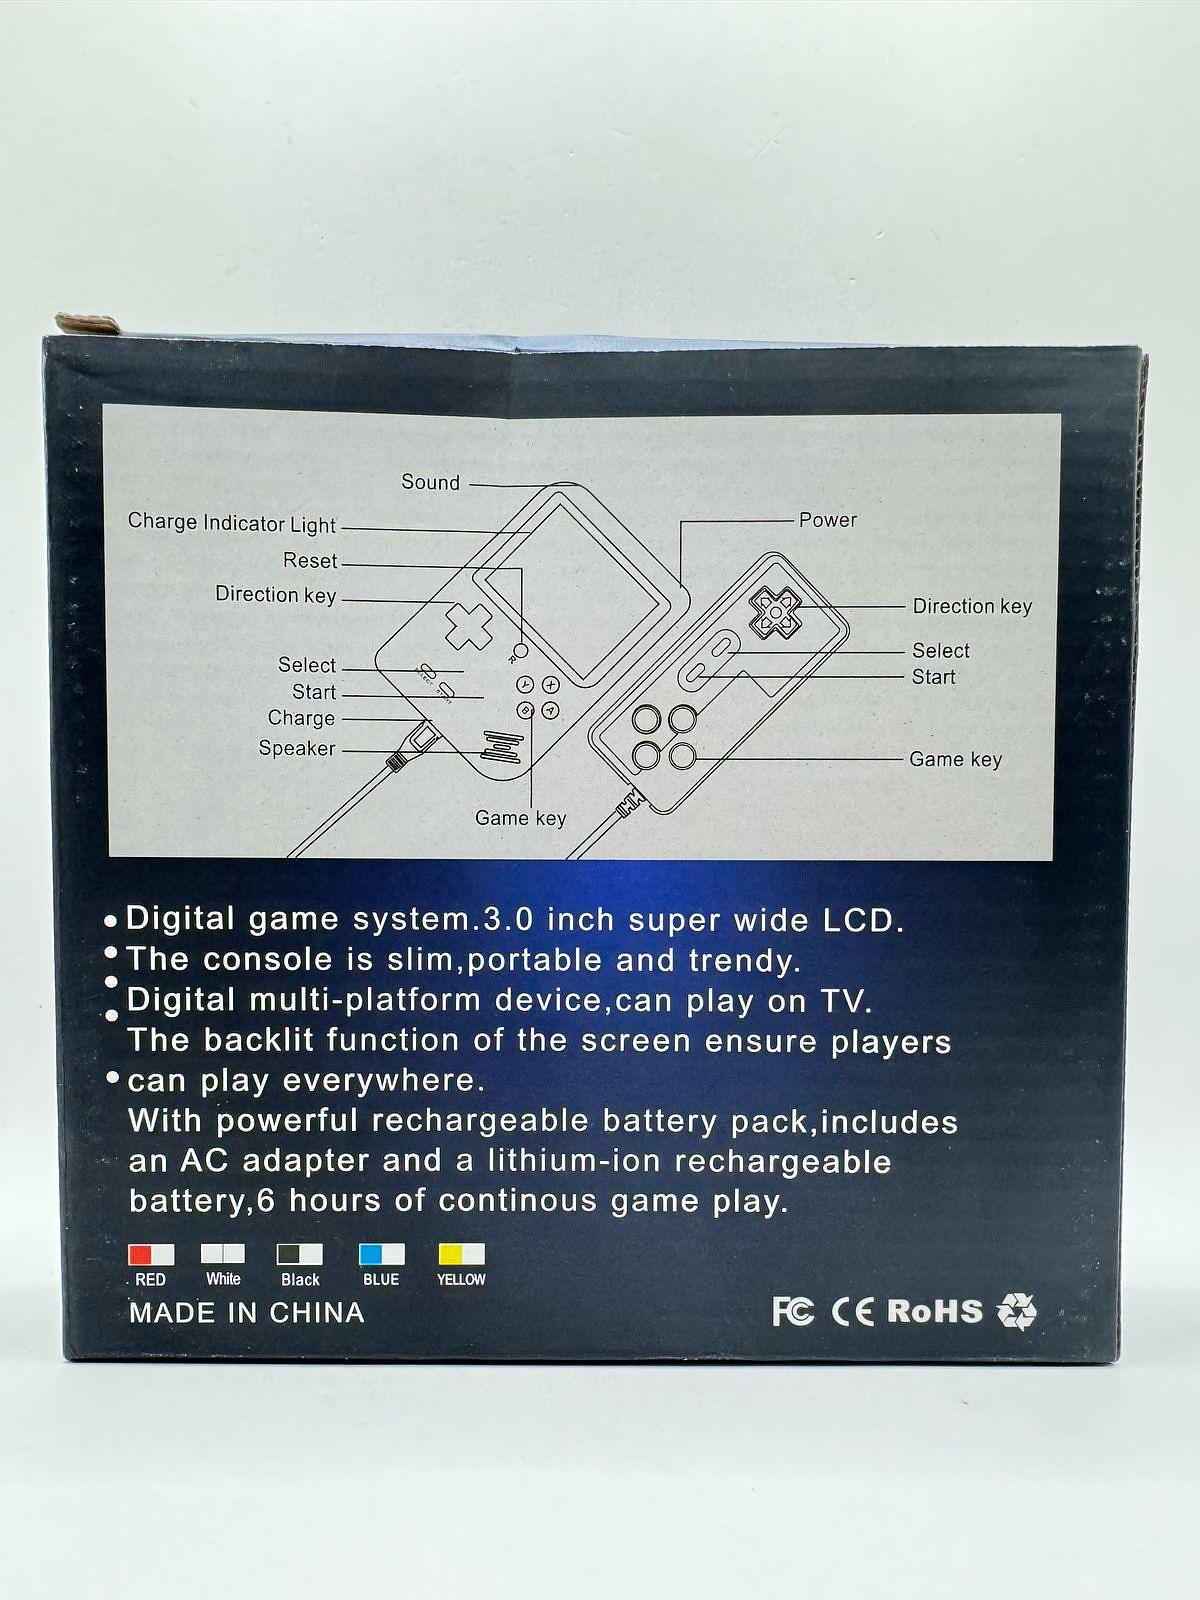 Sound
Charge Indicator Light
Power
Reset
Direction key
Direction key
Select
Select
Start
Start
Charge
Speaker
Game key
Game key
R
SELECT
START
Y X
B A
• Digital game system.3.0 inch super wide LCD.
• The console is slim,portable and trendy.
• Digital multi-platform device,can play on TV.
• The backlit function of the screen ensure players
• can play everywhere.
With powerful rechargeable battery pack,includes
an AC adapter and a lithium-ion rechargeable
battery,6 hours of continous game play.
RED White Black BLUE YELLOW
MADE IN CHINA
FC CE RoHS